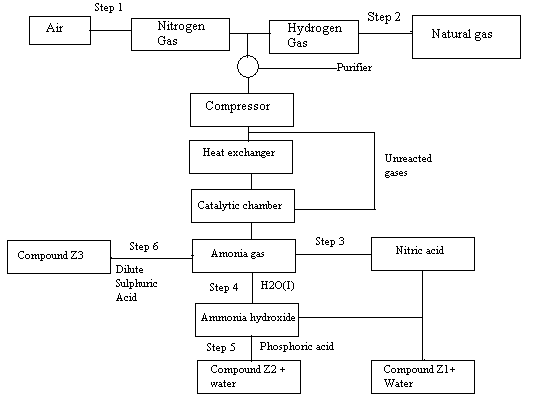 Step 1
Step 2
Air
Nitrogen
Gas
Hydrogen
Gas
Natural gas
Purifier
Compressor
Heat exchanger
Unreacted
gases
Catalytic chamber
Step 6
Step 3
Compound Z3
Amonia gas
Nitric acid
Dilute
Sulphuric
Acid
Step 4
H2O(I)
Ammonia hydroxide
Step 5
Phosphoric acid
Compound Z2 +
water
Compound Z1+
Water